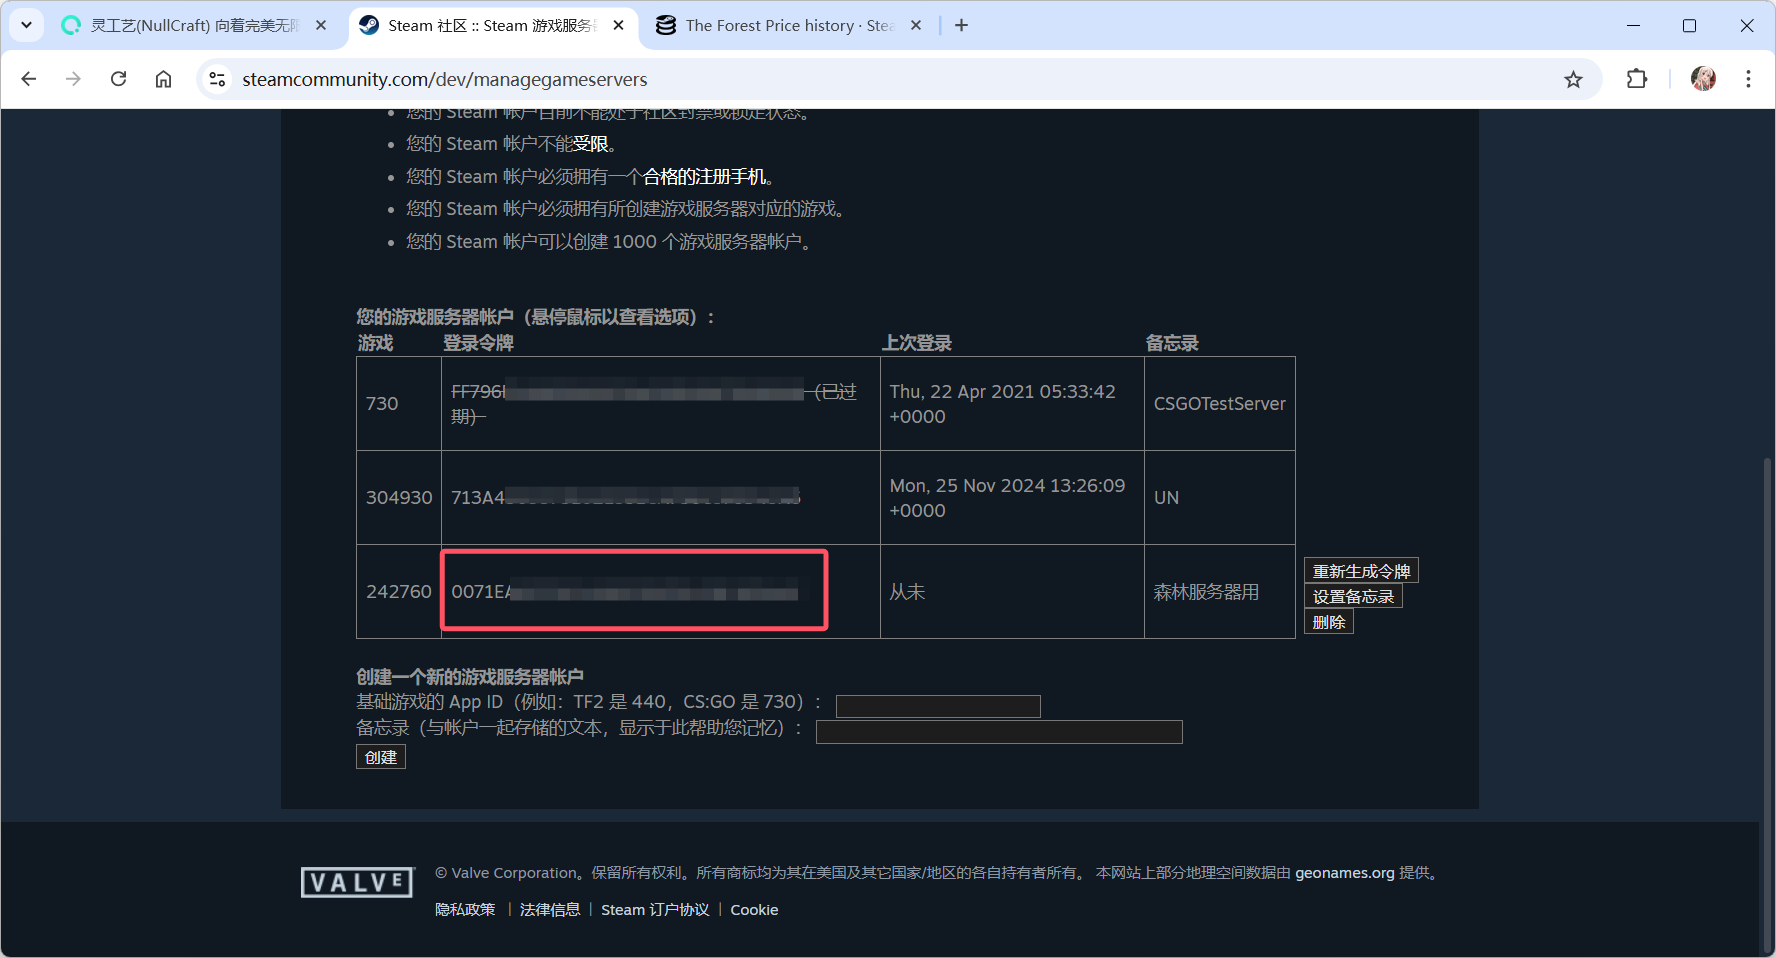 灵工艺(NullCraft) 向着完美无
Steam 社区 :: Steam 游戏服务
The Forest Price history · Stea
steamcommunity.com/dev/managegameservers
您的 Steam 帐户目前不能处于社区封禁或锁定状态。
您的 Steam 帐户不能受限。
您的 Steam 帐户必须拥有一个合格的注册手机。
您的 Steam 帐户必须拥有所创建游戏服务器对应的游戏。
您的 Steam 帐户可以创建 1000 个游戏服务器帐户。
您的游戏服务器帐户（悬停鼠标以查看选项）：
游戏 登录令牌 上次登录 备忘录
730 FF796 （已过期） Thu, 22 Apr 2021 05:33:42 +0000 CSGOTestServer
304930 713A4 Mon, 25 Nov 2024 13:26:09 +0000 UN
242760 0071EA 从未 森林服务器用
重新生成令牌
设置备忘录
删除
创建一个新的游戏服务器帐户
基础游戏的 App ID（例如：TF2 是 440，CS:GO 是 730）：
备忘录（与帐户一起存储的文本，显示于此帮助您记忆）：
创建
VALVE
© Valve Corporation。保留所有权利。所有商标均为其在美国及其它国家/地区的各自持有者所有。 本网站上部分地理空间数据由 geonames.org 提供。
隐私政策 | 法律信息 | Steam 订户协议 | Cookie